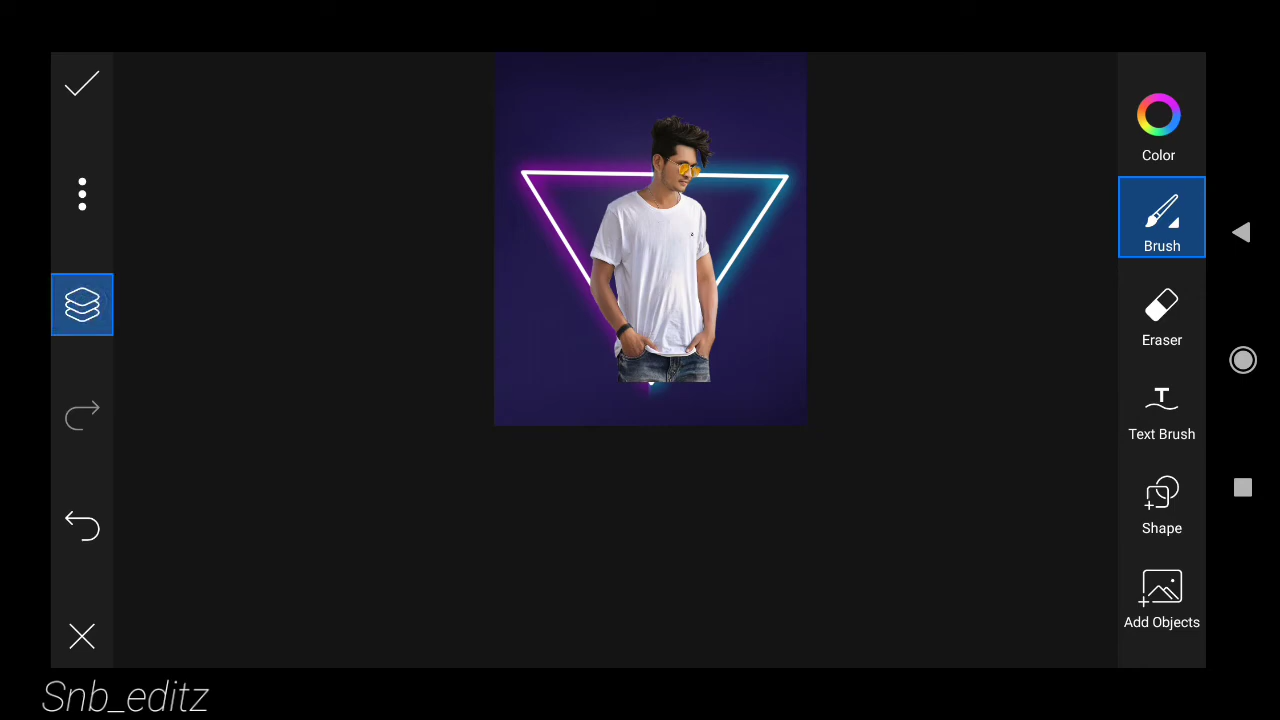 Color
Brush
Eraser
T
Text Brush
Shape
Add Objects
Snb_editz